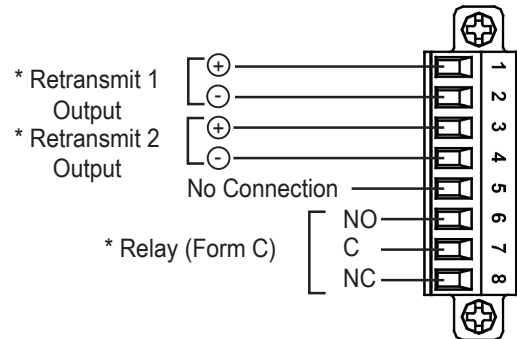 * Retransmit 1
Output
+
-
* Retransmit 2
Output
+
-
No Connection
* Relay (Form C)
NO
C
NC
1
2
3
4
5
6
7
8